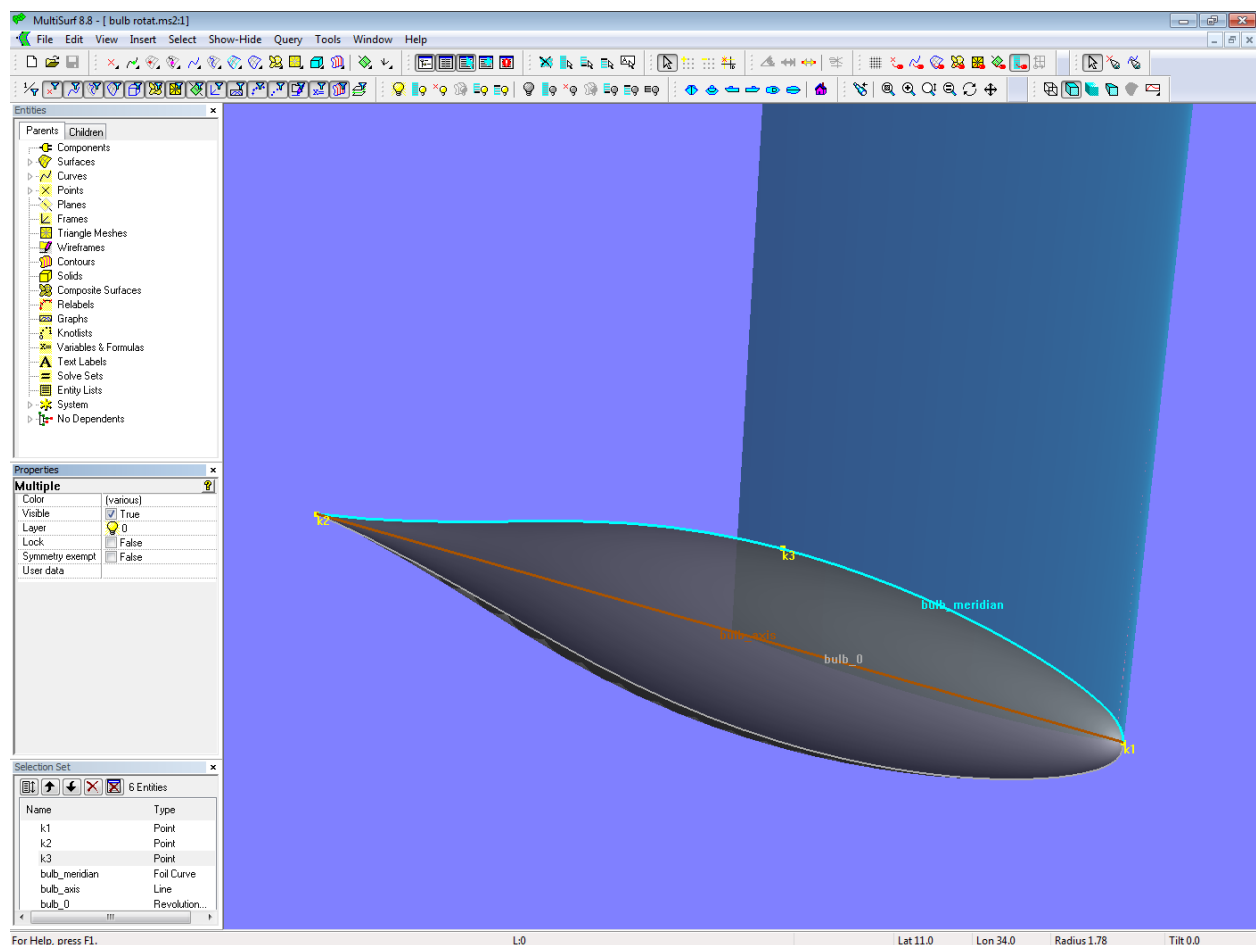 MultiSurf 8.8 - [ bulb rotat.ms2:1]
File Edit View Insert Select Show-Hide Query Tools Window Help
Entities
Parents Children
Components
Surfaces
Curves
Points
Planes
Frames
Triangle Meshes
Wireframes
Contours
Solids
Composite Surfaces
Relabels
Graphs
Knotlists
Variables & Formulas
Text Labels
Solve Sets
Entity Lists
System
No Dependents
Properties
Multiple
Color (various)
Visible True
Layer 0
Lock False
Symmetry exempt False
User data
k2
k3
bulb_meridian
bulb_axis
bulb_0
k1
Selection Set
6 Entities
Name Type
k1 Point
k2 Point
k3 Point
bulb_meridian Foil Curve
bulb_axis Line
bulb_0 Revolution...
For Help, press F1. L:0 Lat 11.0 Lon 34.0 Radius 1.78 Tilt 0.0